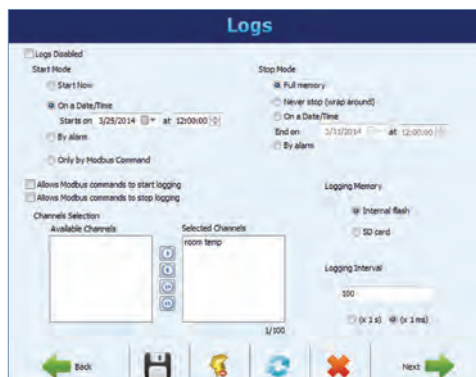 Logs
Logs Disabled
Start Mode
Start Now
On a Date/Time
Starts on 3/25/2014 at 12:00:00
By alarm
Only by Modbus Command
Stop Mode
Full memory
Never stop (wrap around)
On a Date/Time
End on 3/31/2014 at 12:00:00
By alarm
Allows Modbus commands to start logging
Allows Modbus commands to stop logging
Channels Selection
Available Channels
Selected Channels
room temp
1/100
Logging Memory
Internal flash
SD card
Logging Interval
100
(x 1 s) (x 1 ms)
Back
Next